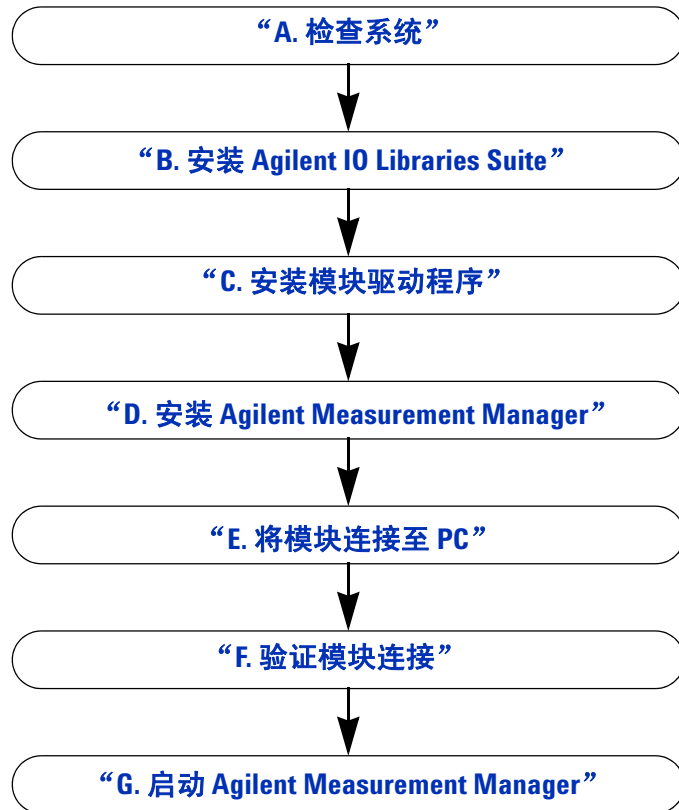 “A. 检查系统”
“B. 安装 Agilent IO Libraries Suite”
“C. 安装模块驱动程序”
“D. 安装 Agilent Measurement Manager”
“E. 将模块连接至 PC”
“F. 验证模块连接”
“G. 启动 Agilent Measurement Manager”